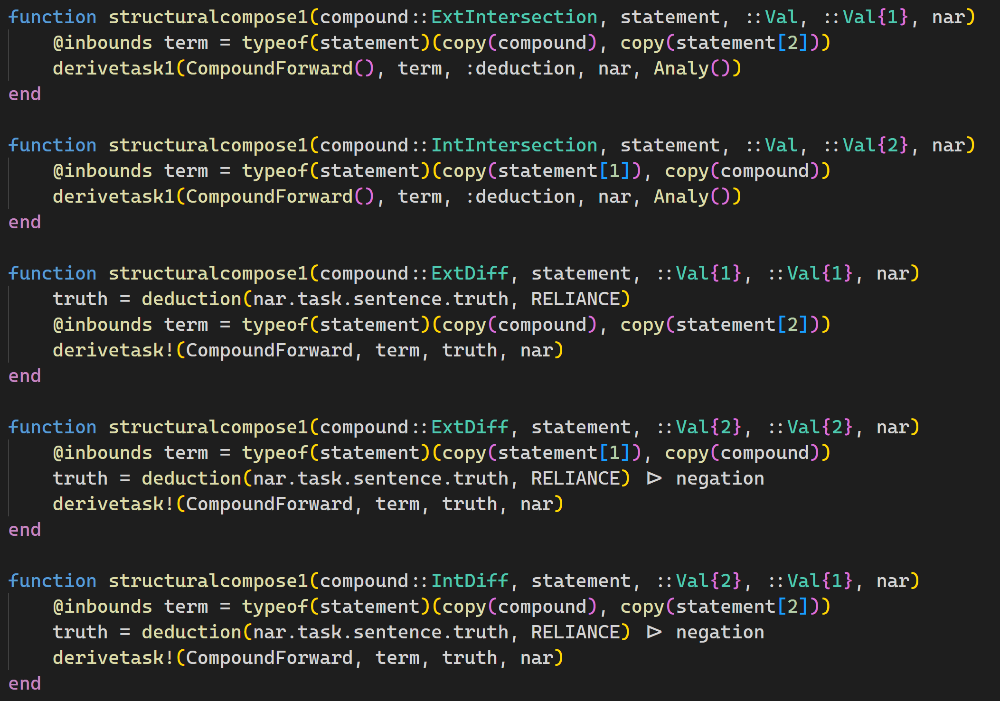 function structuralcompose1(compound::ExtIntersection, statement, ::Val, ::Val{1}, nar)
    @inbounds term = typeof(statement)(copy(compound), copy(statement[2]))
    derivetask1(CompoundForward(), term, :deduction, nar, Analy())
end

function structuralcompose1(compound::IntIntersection, statement, ::Val, ::Val{2}, nar)
    @inbounds term = typeof(statement)(copy(statement[1]), copy(compound))
    derivetask1(CompoundForward(), term, :deduction, nar, Analy())
end

function structuralcompose1(compound::ExtDiff, statement, ::Val{1}, ::Val{1}, nar)
    truth = deduction(nar.task.sentence.truth, RELIANCE)
    @inbounds term = typeof(statement)(copy(compound), copy(statement[2]))
    derivetask!(CompoundForward, term, truth, nar)
end

function structuralcompose1(compound::ExtDiff, statement, ::Val{2}, ::Val{2}, nar)
    @inbounds term = typeof(statement)(copy(statement[1]), copy(compound))
    truth = deduction(nar.task.sentence.truth, RELIANCE) |> negation
    derivetask!(CompoundForward, term, truth, nar)
end

function structuralcompose1(compound::IntDiff, statement, ::Val{2}, ::Val{1}, nar)
    @inbounds term = typeof(statement)(copy(compound), copy(statement[2]))
    truth = deduction(nar.task.sentence.truth, RELIANCE) |> negation
    derivetask!(CompoundForward, term, truth, nar)
end